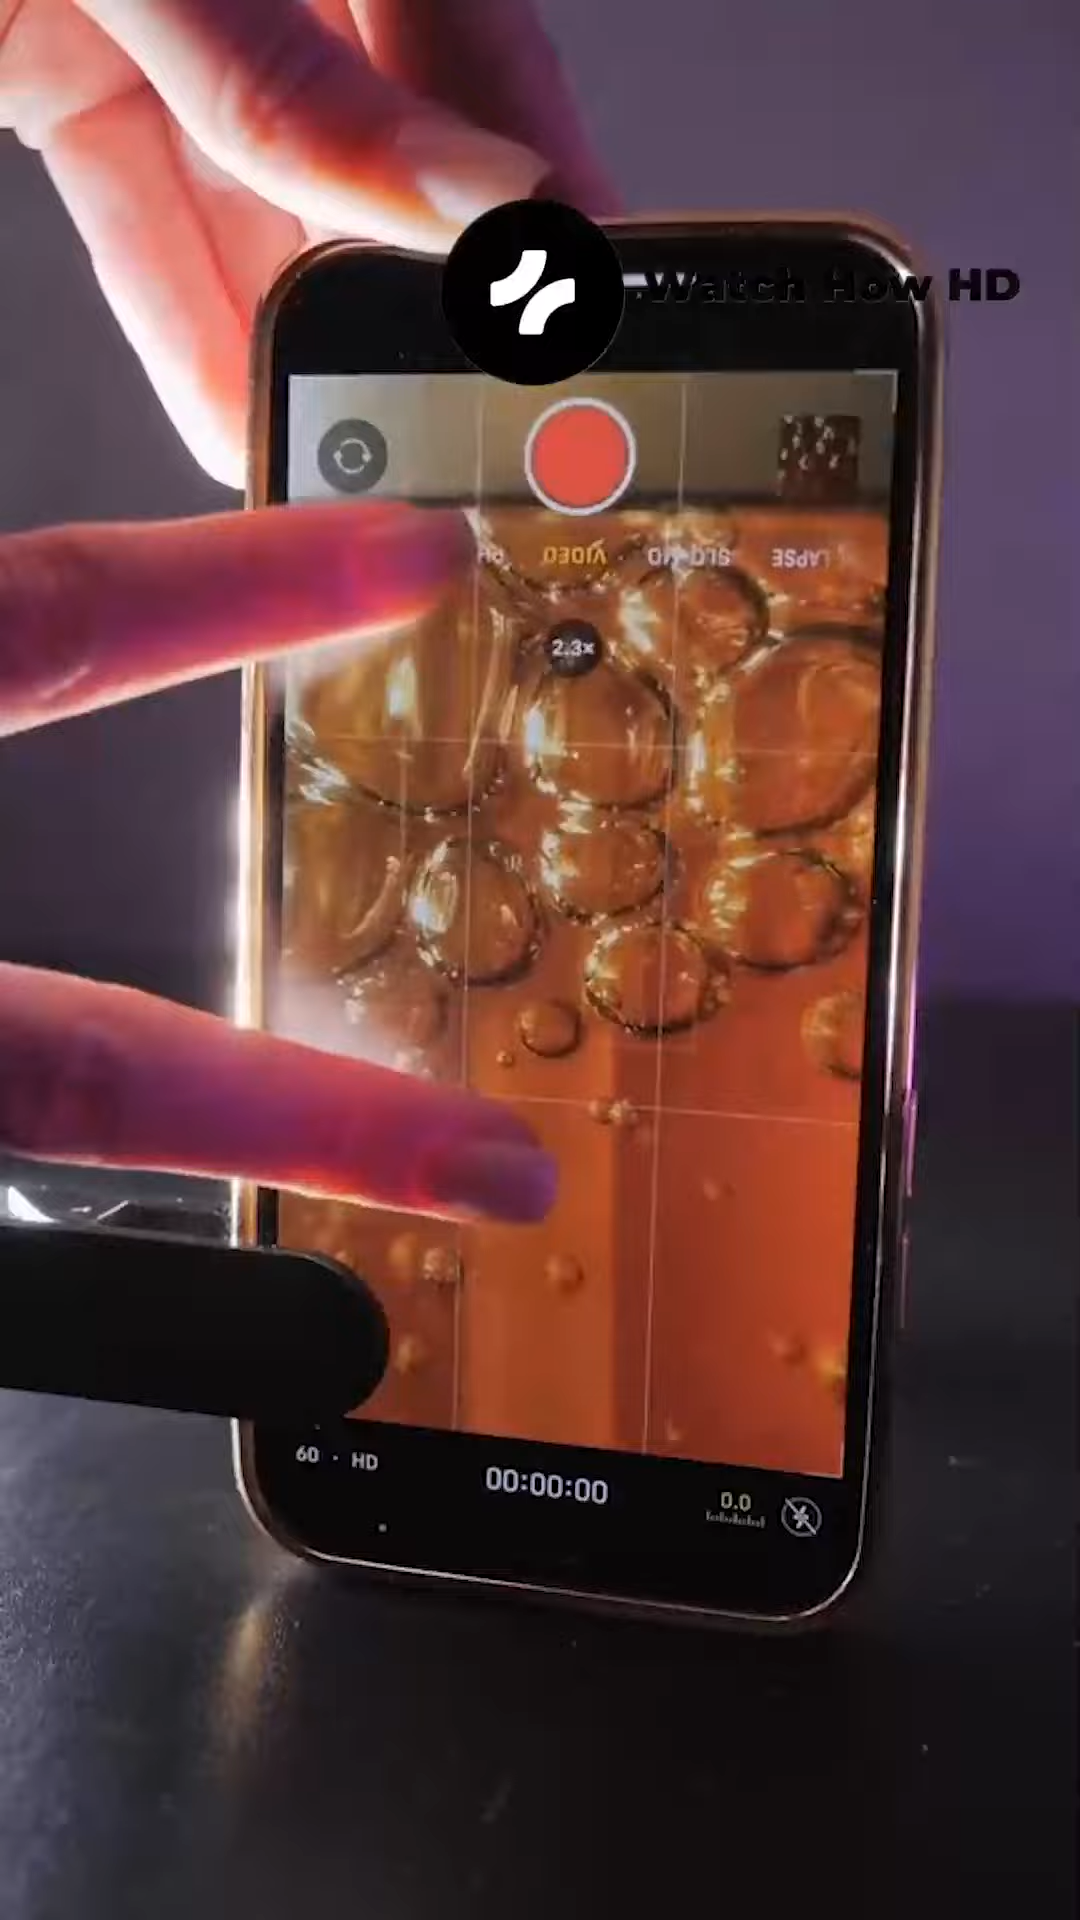 Watch How HD
VIDEO
SLO-MO
LAPSE
2.3×
60 · HD
00:00:00
0.0